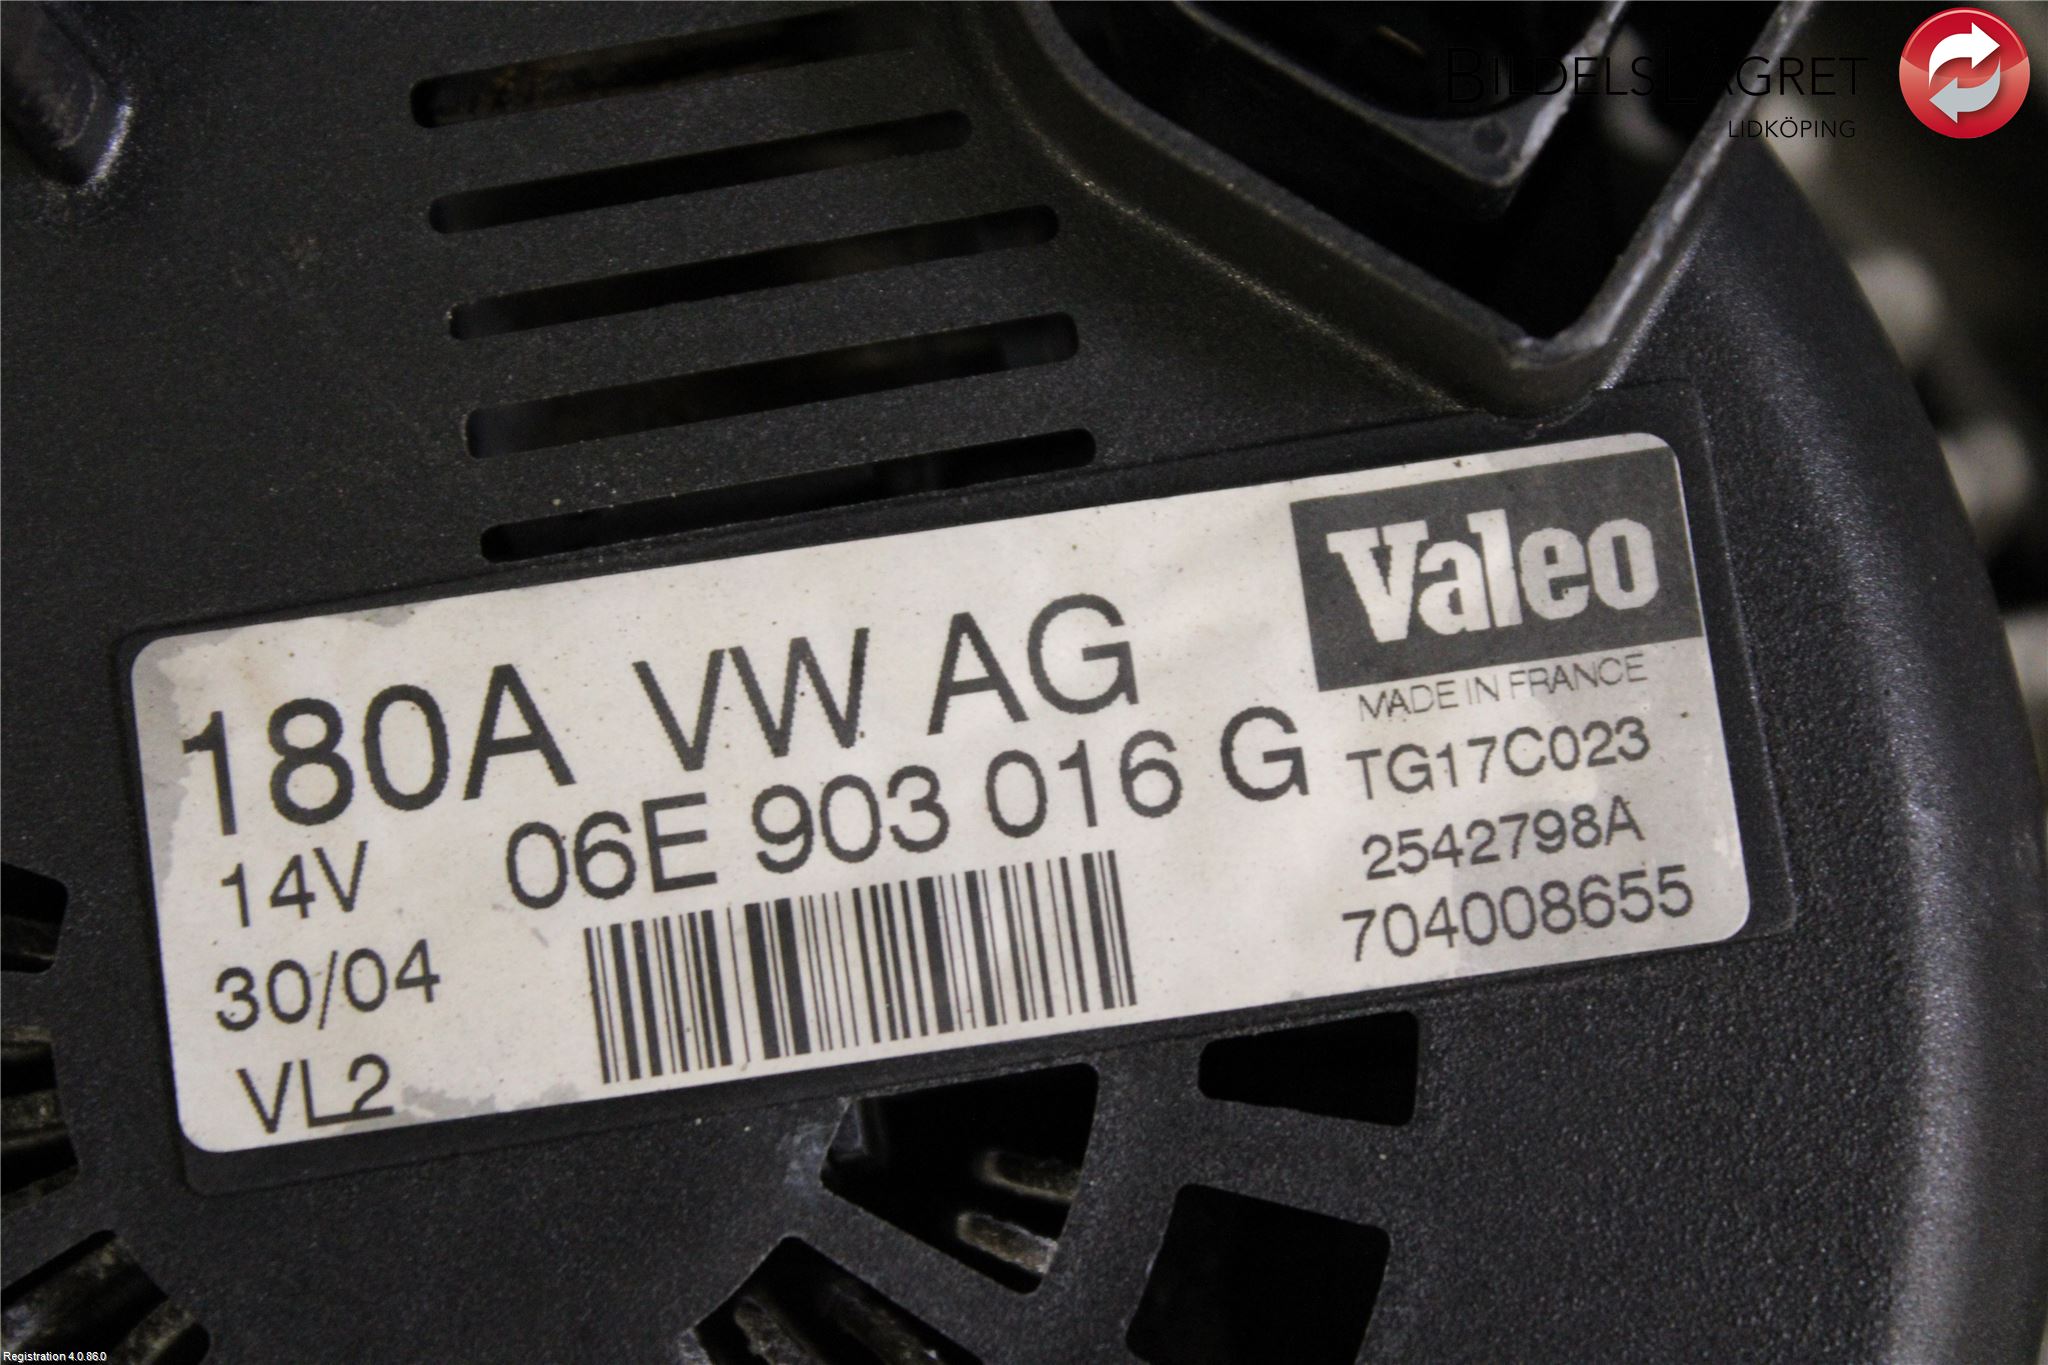 BILDELSLAGRET
LIDKÖPING
Valeo
MADE IN FRANCE
180A VW AG
TG17C023
14V
06E 903 016 G
2542798A
30/04
704008655
VL2
Registration 4.0.86.0